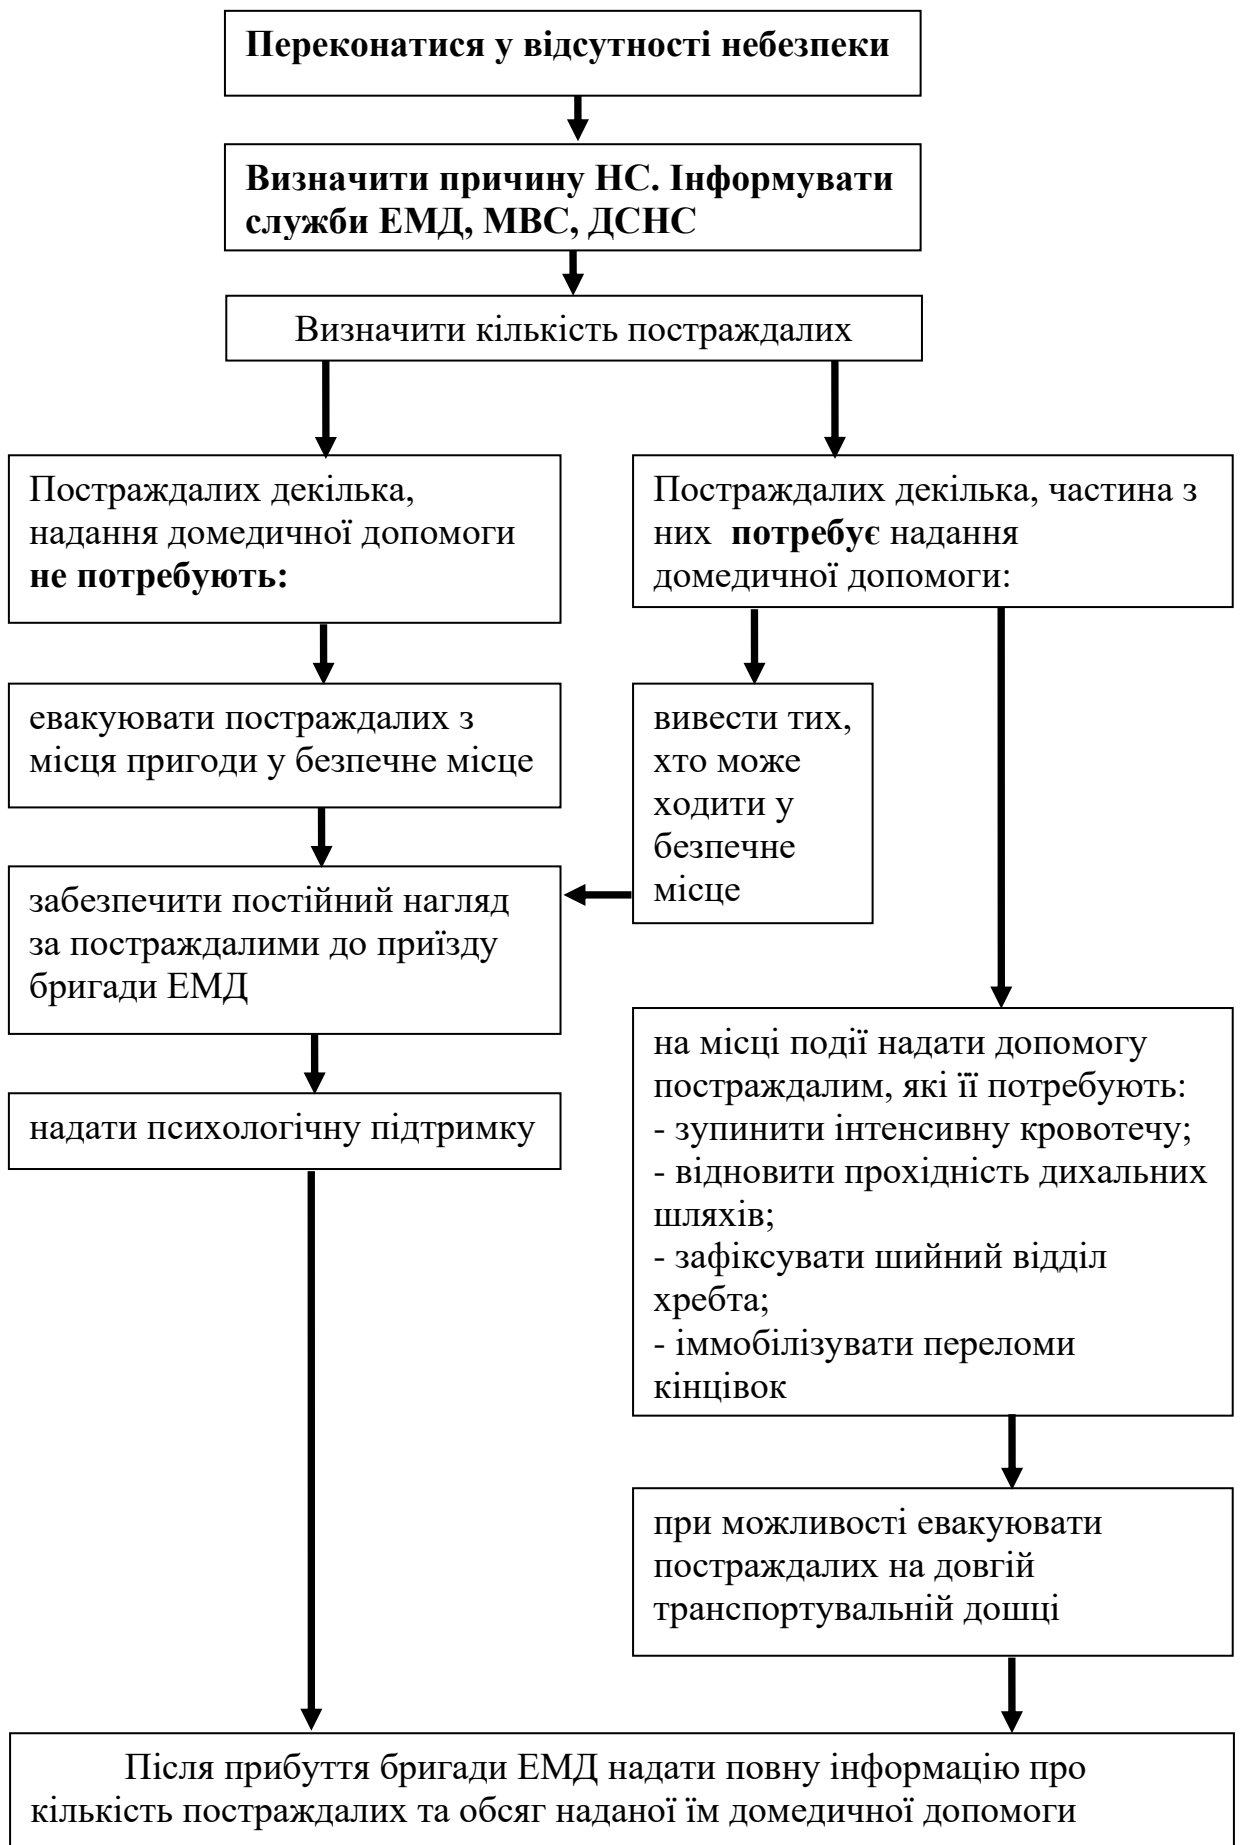 Переконатися у відсутності небезпеки
Визначити причину НС. Інформувати
служби ЕМД, МВС, ДСНС
Визначити кількість постраждалих
Постраждалих декілька,
надання домедичної допомоги
не потребують:
Постраждалих декілька, частина з
них потребує надання
домедичної допомоги:
евакуювати постраждалих з
місця пригоди у безпечне місце
вивести тих,
хто може
ходити у
безпечне
місце
забезпечити постійний нагляд
за постраждалими до приїзду
бригади ЕМД
надати психологічну підтримку
на місці події надати допомогу
постраждалим, які її потребують:
- зупинити інтенсивну кровотечу;
- відновити прохідність дихальних
шляхів;
- зафіксувати шийний відділ
хребта;
- іммобілізувати переломи
кінцівок
при можливості евакуювати
постраждалих на довгій
транспортувальній дошці
Після прибуття бригади ЕМД надати повну інформацію про
кількість постраждалих та обсяг наданої їм домедичної допомоги